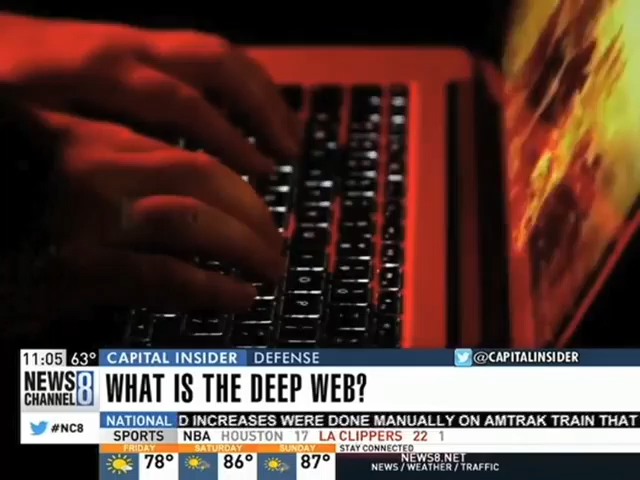 11:05 63° CAPITAL INSIDER DEFENSE @CAPITALINSIDER
NEWS CHANNEL 8 WHAT IS THE DEEP WEB?
#NC8 NATIONAL D INCREASES WERE DONE MANUALLY ON AMTRAK TRAIN THAT
SPORTS NBA HOUSTON 17 LA CLIPPERS 22 1
FRIDAY SATURDAY SUNDAY STAY CONNECTED
78° 86° 87° NEWS8.NET
NEWS / WEATHER / TRAFFIC